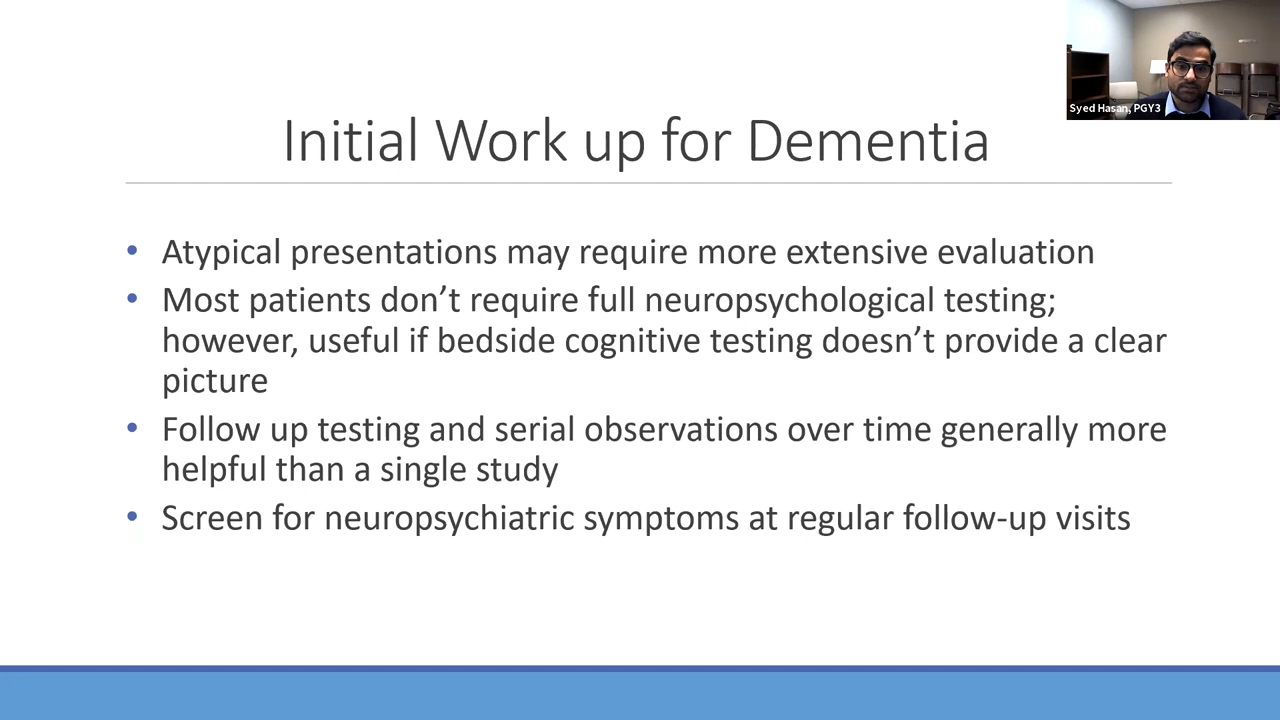 Syed Hasan, PGY3
Initial Work up for Dementia
• Atypical presentations may require more extensive evaluation
• Most patients don’t require full neuropsychological testing;
however, useful if bedside cognitive testing doesn’t provide a clear
picture
• Follow up testing and serial observations over time generally more
helpful than a single study
• Screen for neuropsychiatric symptoms at regular follow-up visits